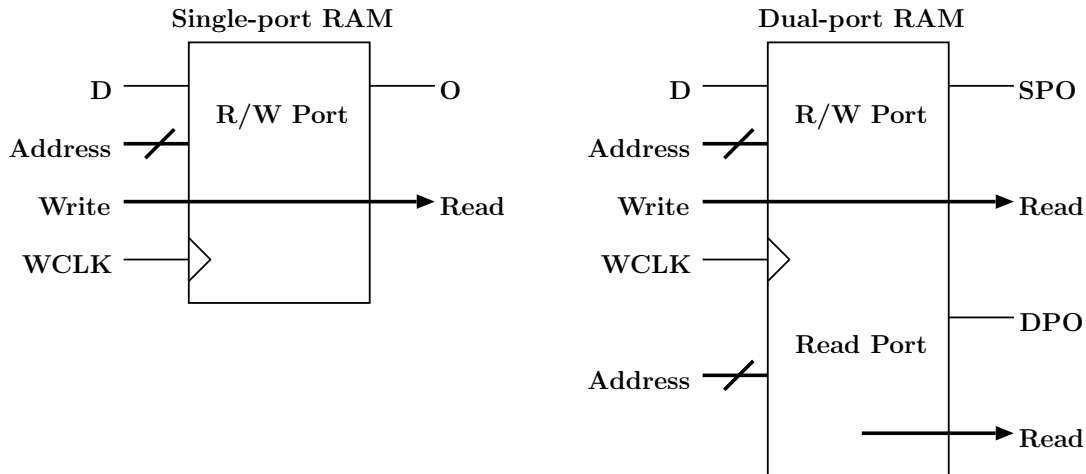 Single-port RAM
D
R/W Port
O
Address
Write
Read
WCLK
Dual-port RAM
D
R/W Port
SPO
Address
Write
Read
WCLK
DPO
Read Port
Address
Read